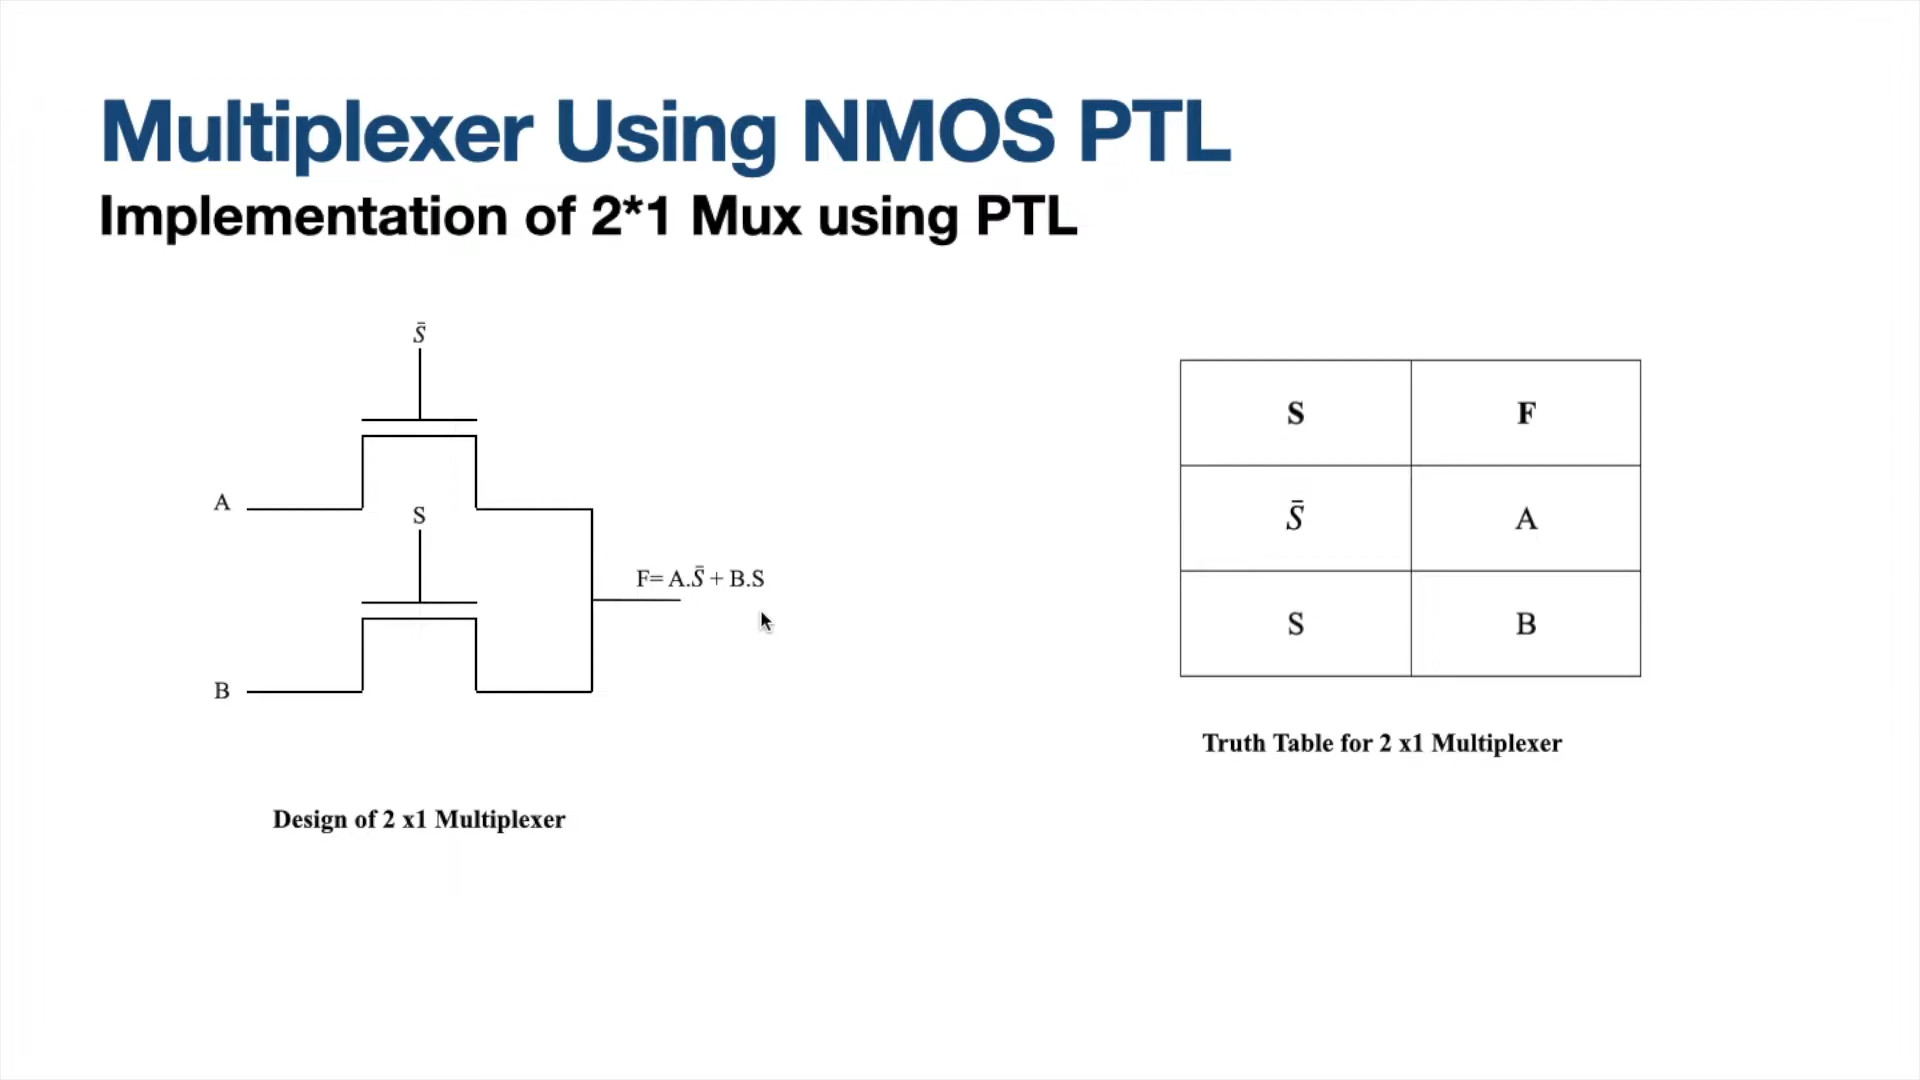 Multiplexer Using NMOS PTL
Implementation of 2*1 Mux using PTL
S̄
A
S
F= A.S̄ + B.S
B
Design of 2 x1 Multiplexer
S F
S̄ A
S B
Truth Table for 2 x1 Multiplexer